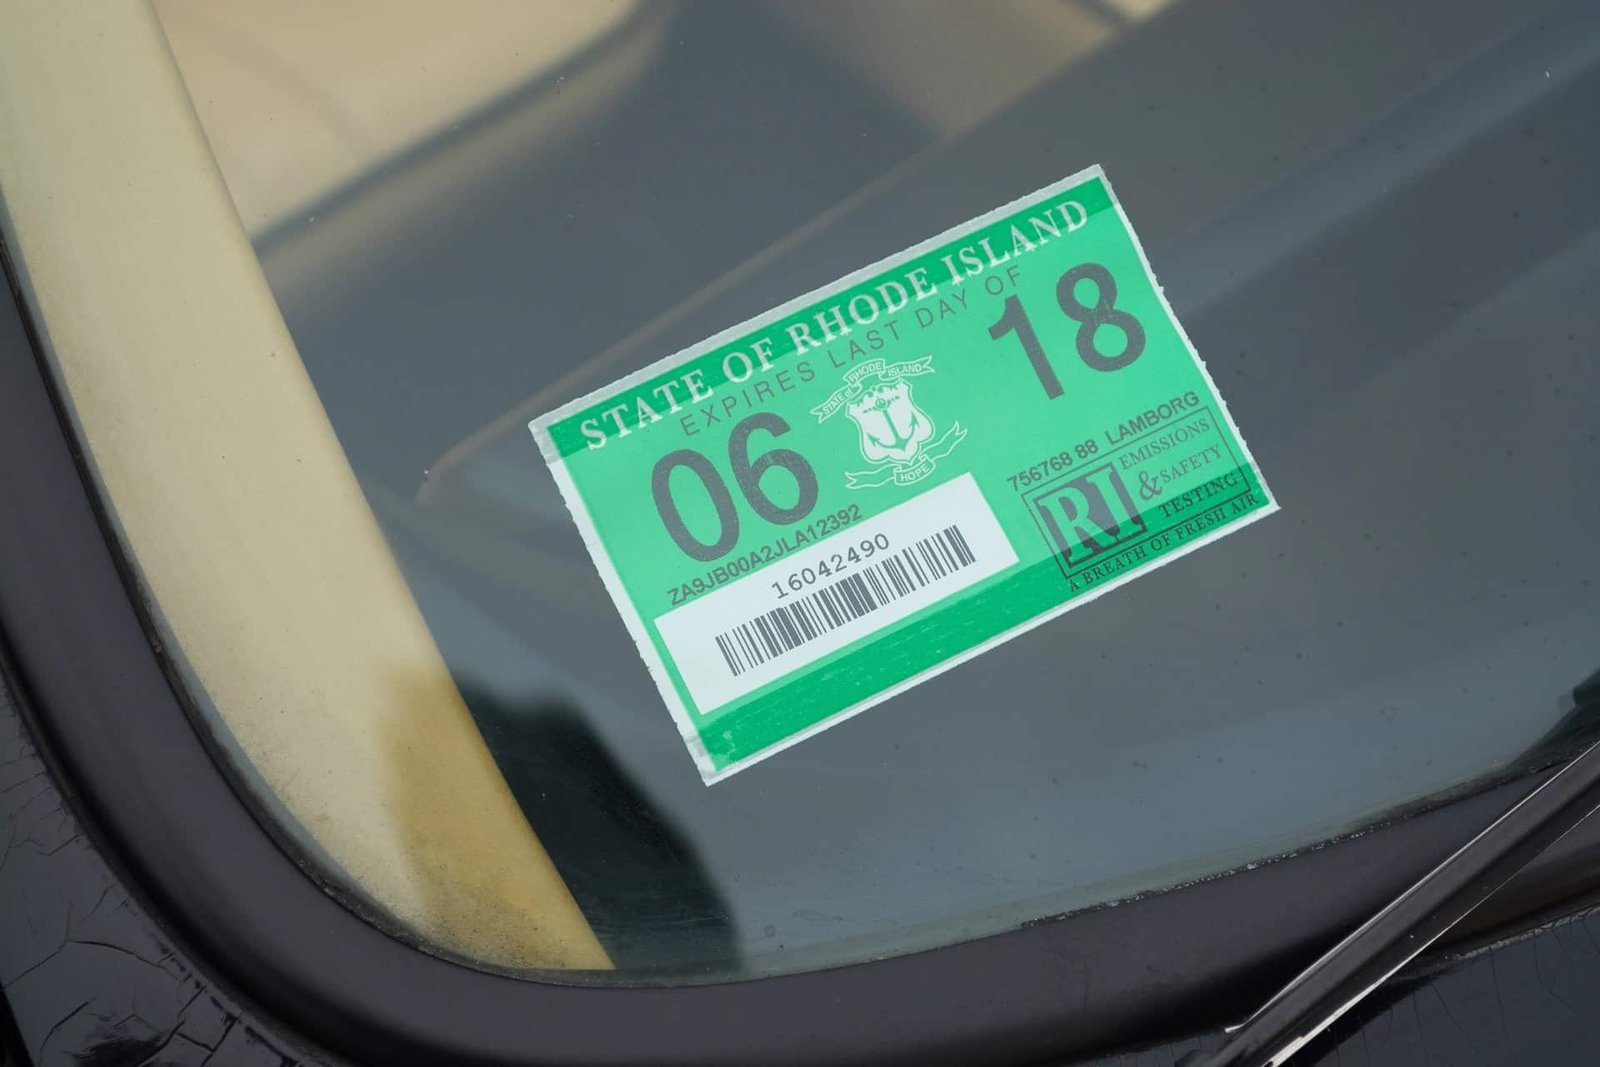 STATE OF RHODE ISLAND
EXPIRES LAST DAY OF
06
18
STATE of RHODE ISLAND
HOPE
756768 88 LAMBORG
ZA9JB00A2JLA12392
16042490
RI
EMISSIONS
& SAFETY
TESTING
A BREATH OF FRESH AIR